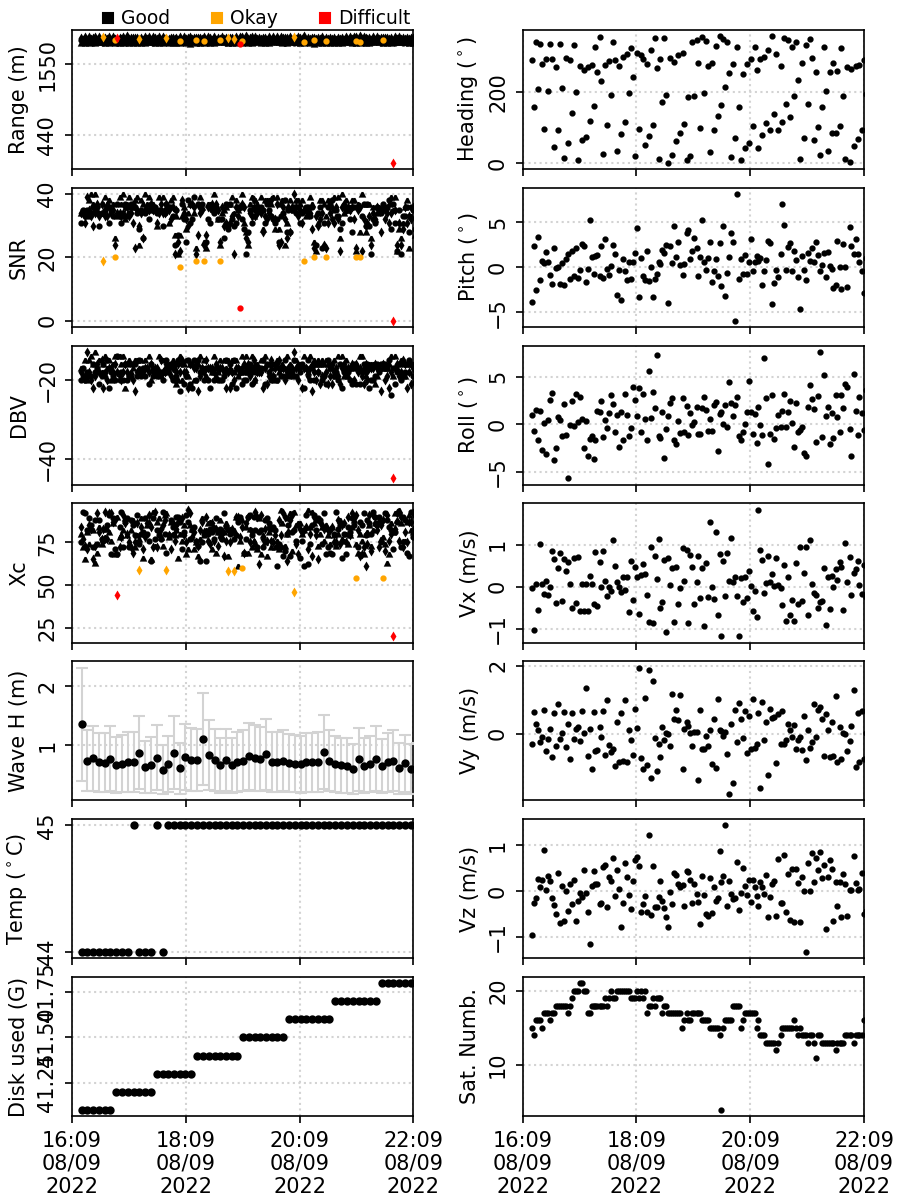 Good Okay Difficult
Range (m)
1550
440
Heading (°)
200
0
SNR
40
20
0
Pitch (°)
5
0
−5
DBV
−20
−40
Roll (°)
5
0
−5
Xc
75
50
25
Vx (m/s)
1
0
−1
Wave H (m)
2
1
Vy (m/s)
2
0
Temp (°C)
45
44
Vz (m/s)
1
0
−1
Disk used (G)
41.75
41.50
41.25
Sat. Numb.
20
10
16:09 18:09 20:09 22:09
08/09 08/09 08/09 08/09
2022 2022 2022 2022
16:09 18:09 20:09 22:09
08/09 08/09 08/09 08/09
2022 2022 2022 2022